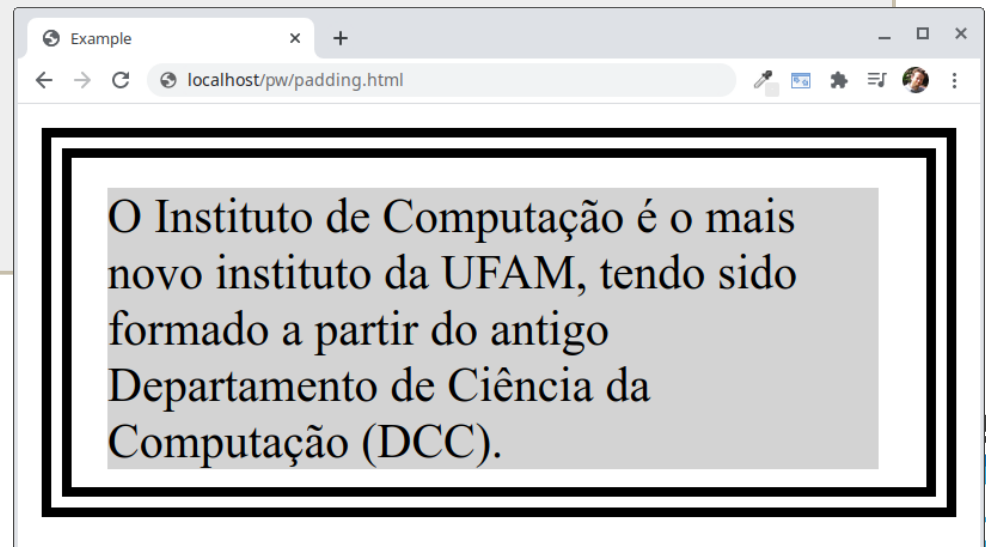 Example
localhost/pw/padding.html
O Instituto de Computação é o mais
novo instituto da UFAM, tendo sido
formado a partir do antigo
Departamento de Ciência da
Computação (DCC).